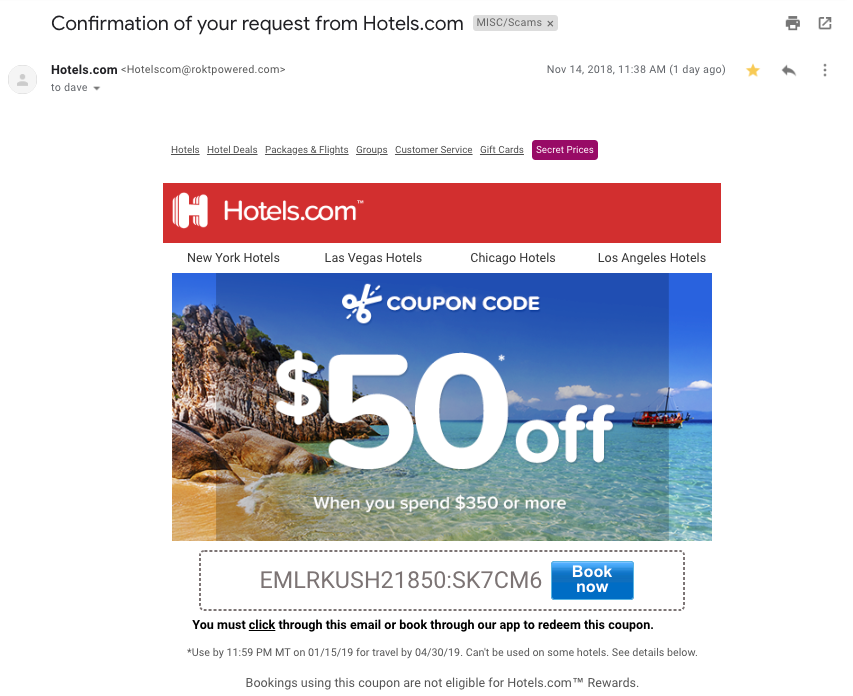 Confirmation of your request from Hotels.com MISC/Scams x
Hotels.com <Hotelscom@roktpowered.com> Nov 14, 2018, 11:38 AM (1 day ago)
to dave
Hotels Hotel Deals Packages & Flights Groups Customer Service Gift Cards Secret Prices
Hotels.com™
New York Hotels Las Vegas Hotels Chicago Hotels Los Angeles Hotels
COUPON CODE
$50*off
When you spend $350 or more
EMLRKUSH21850:SK7CM6 Book now
You must click through this email or book through our app to redeem this coupon.
*Use by 11:59 PM MT on 01/15/19 for travel by 04/30/19. Can't be used on some hotels. See details below.
Bookings using this coupon are not eligible for Hotels.com™ Rewards.